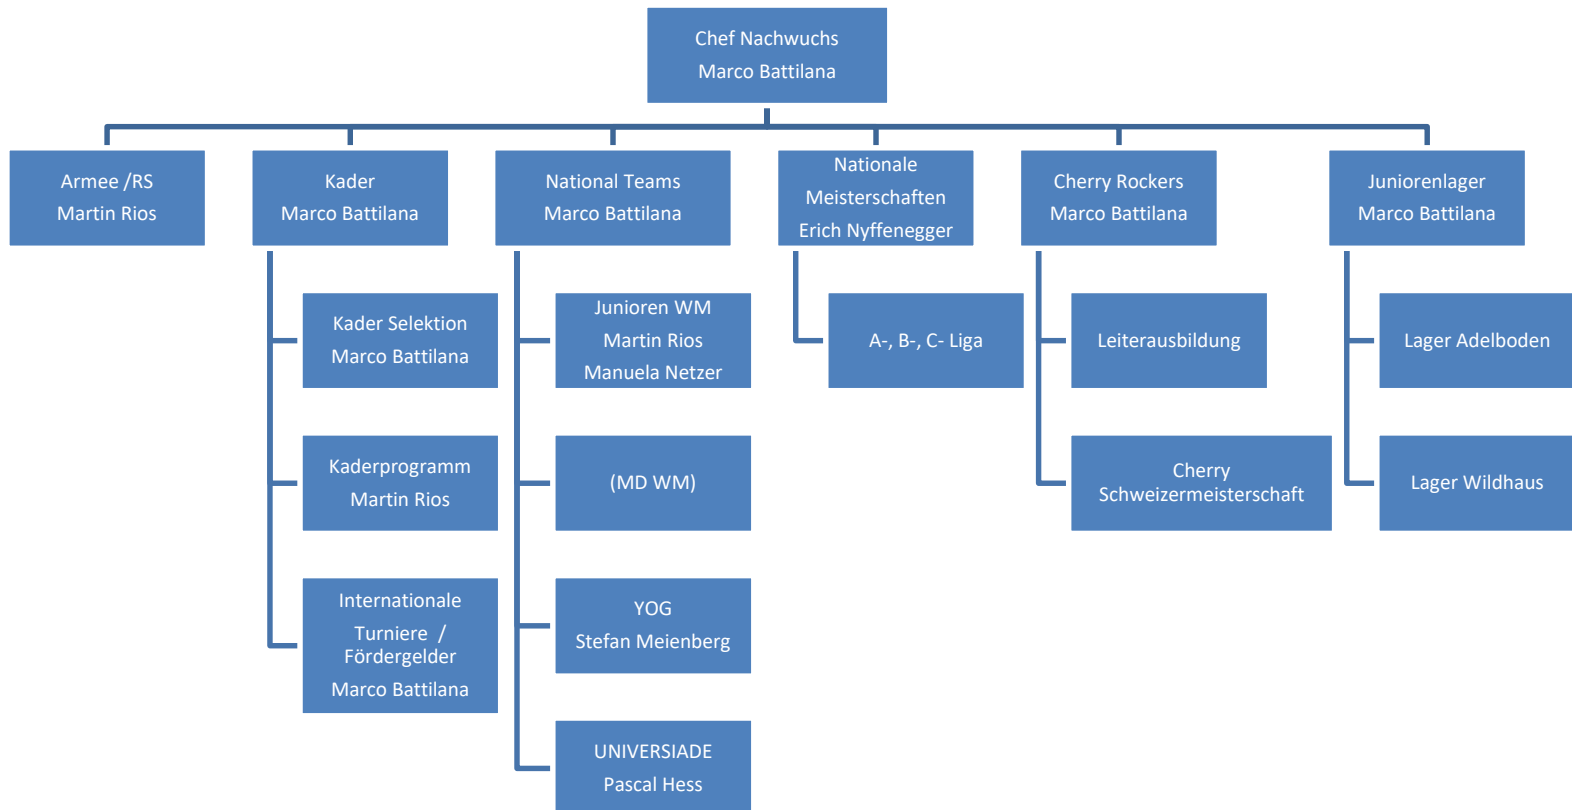 Chef Nachwuchs
Marco Battilana
Armee /RS
Martin Rios
Kader
Marco Battilana
National Teams
Marco Battilana
Nationale
Meisterschaften
Erich Nyffenegger
Cherry Rockers
Marco Battilana
Juniorenlager
Marco Battilana
Kader Selektion
Marco Battilana
Kaderprogramm
Martin Rios
Internationale
Turniere /
Fördergelder
Marco Battilana
Junioren WM
Martin Rios
Manuela Netzer
(MD WM)
YOG
Stefan Meienberg
UNIVERSIADE
Pascal Hess
A-, B-, C- Liga
Leiterausbildung
Cherry
Schweizermeisterschaft
Lager Adelboden
Lager Wildhaus